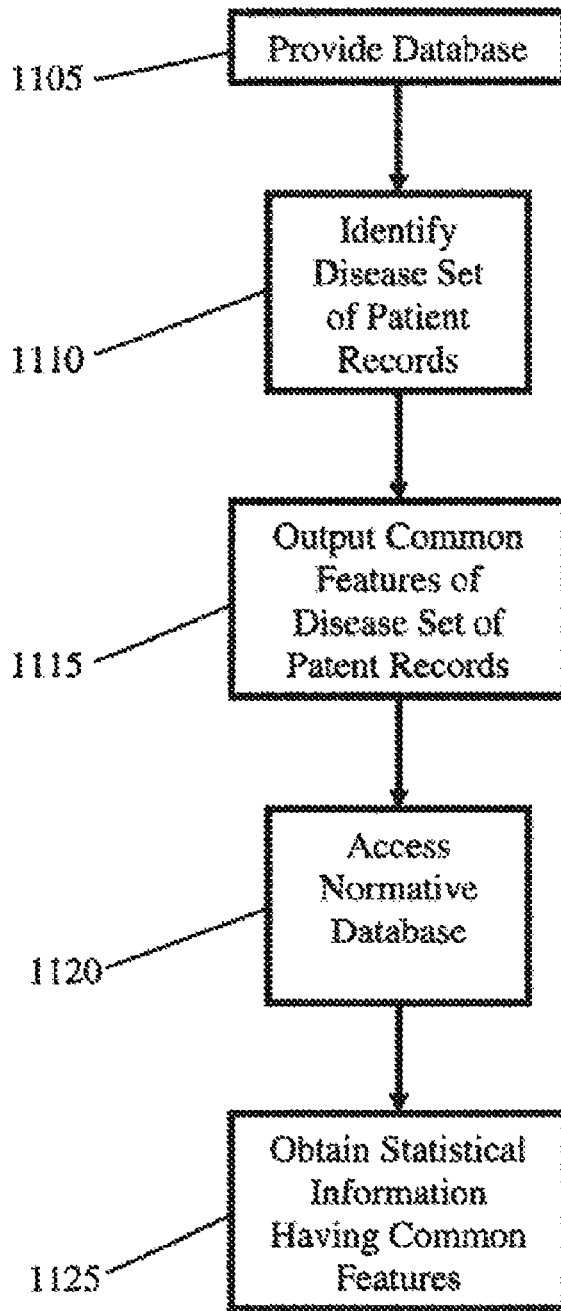 1105
Provide Database
1110
Identify
Disease Set
of Patient
Records
1115
Output Common
Features of
Disease Set of
Patent Records
1120
Access
Normative
Database
1125
Obtain Statistical
Information
Having Common
Features